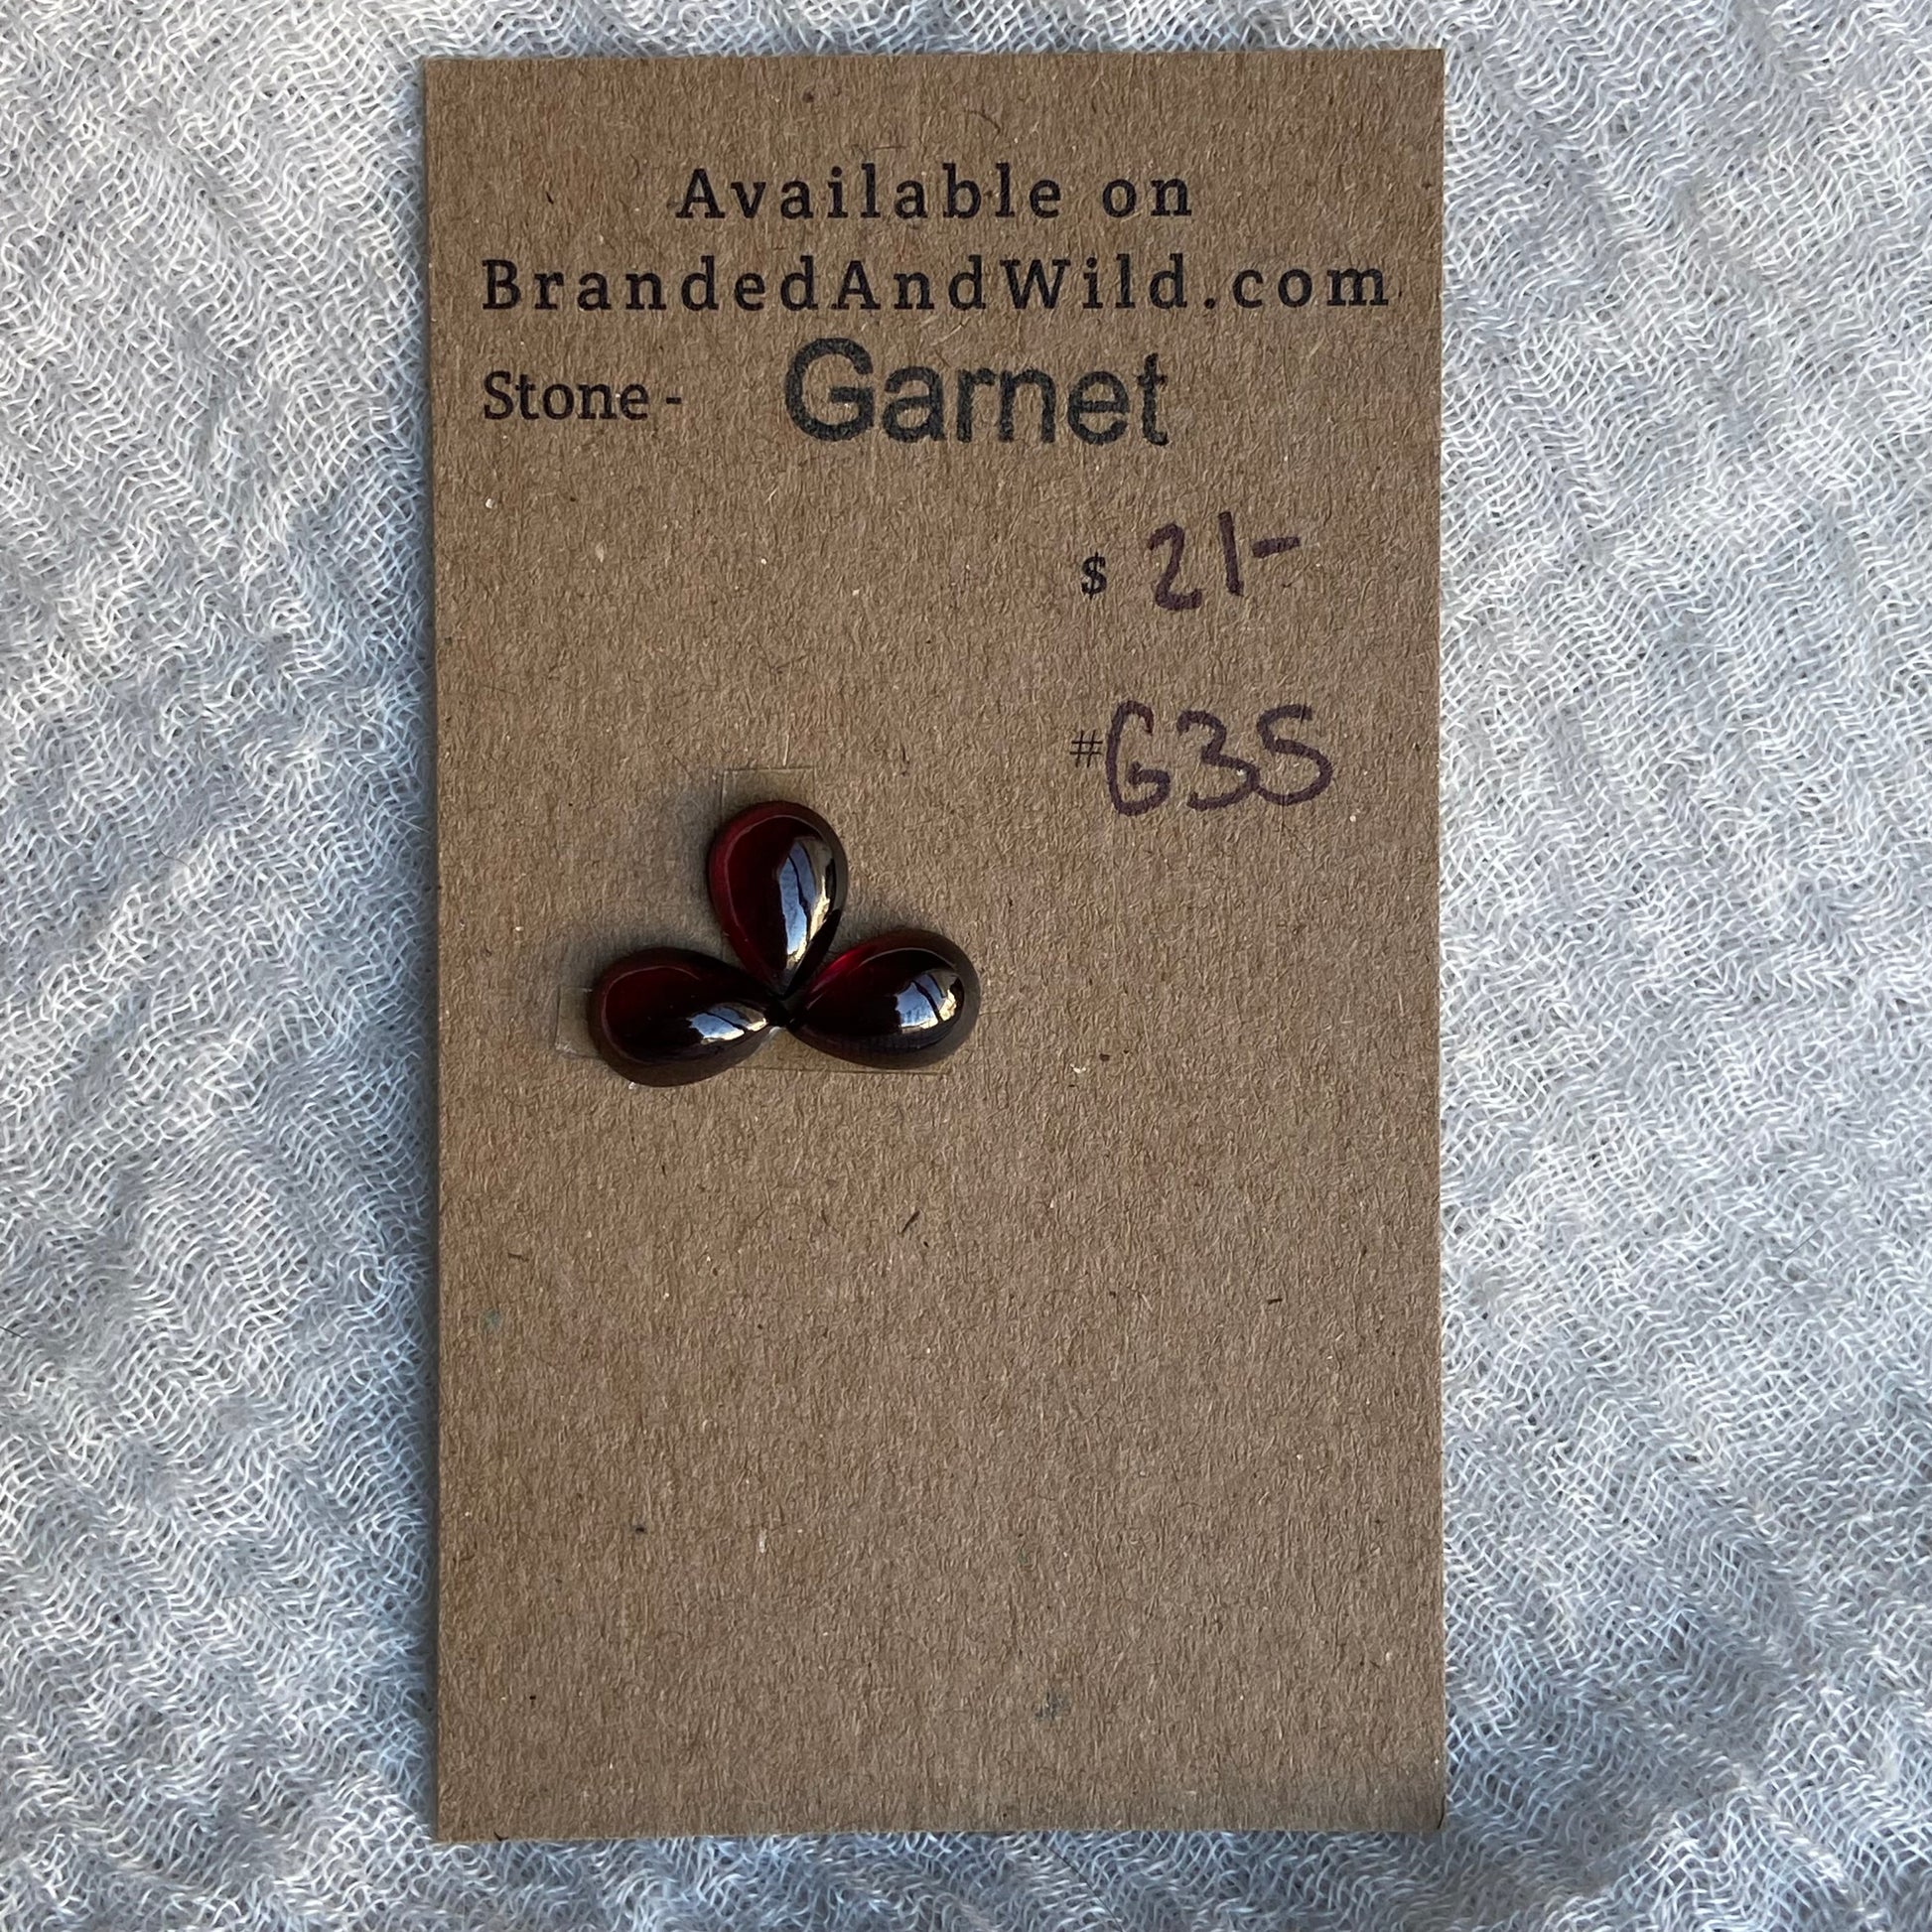 Available on
BrandedAndWild.com
Stone - Garnet
$ 21-
#G35